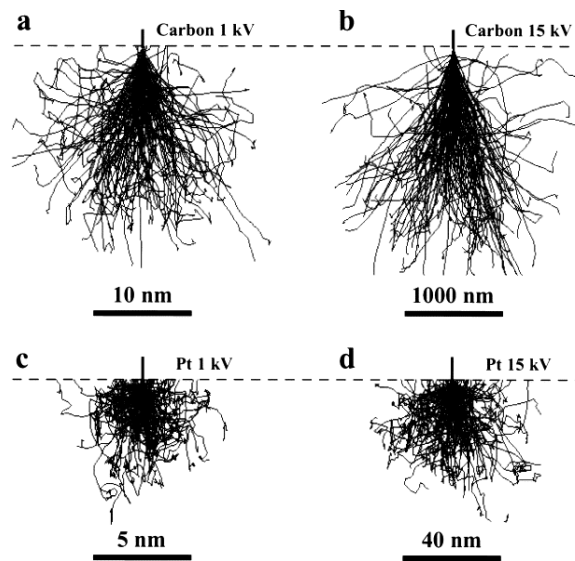 a
Carbon 1 kV
b
Carbon 15 kV
10 nm
1000 nm
c
Pt 1 kV
d
Pt 15 kV
5 nm
40 nm